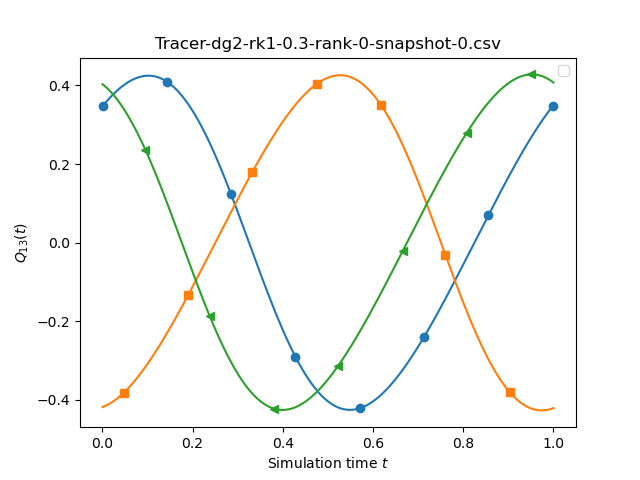 Tracer-dg2-rk1-0.3-rank-0-snapshot-0.csv
0.4
0.2
0.0
−0.2
−0.4
Q₁₃(t)
0.0 0.2 0.4 0.6 0.8 1.0
Simulation time t